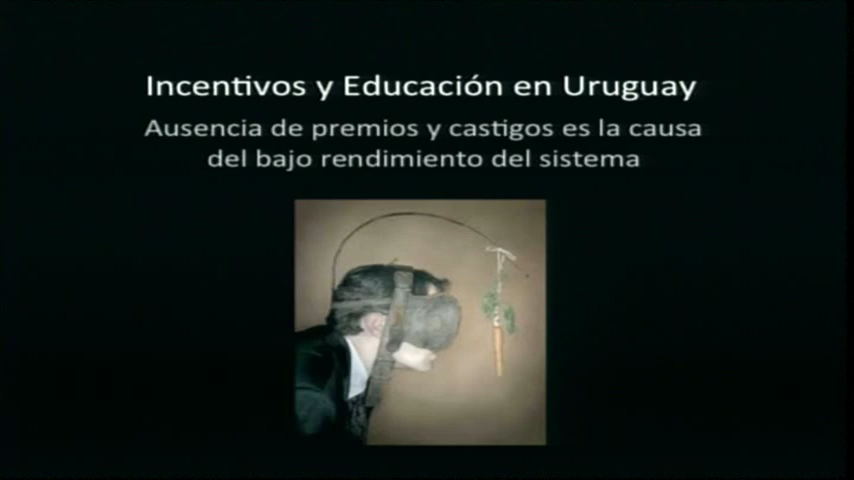 Incentivos y Educación en Uruguay
Ausencia de premios y castigos es la causa
del bajo rendimiento del sistema